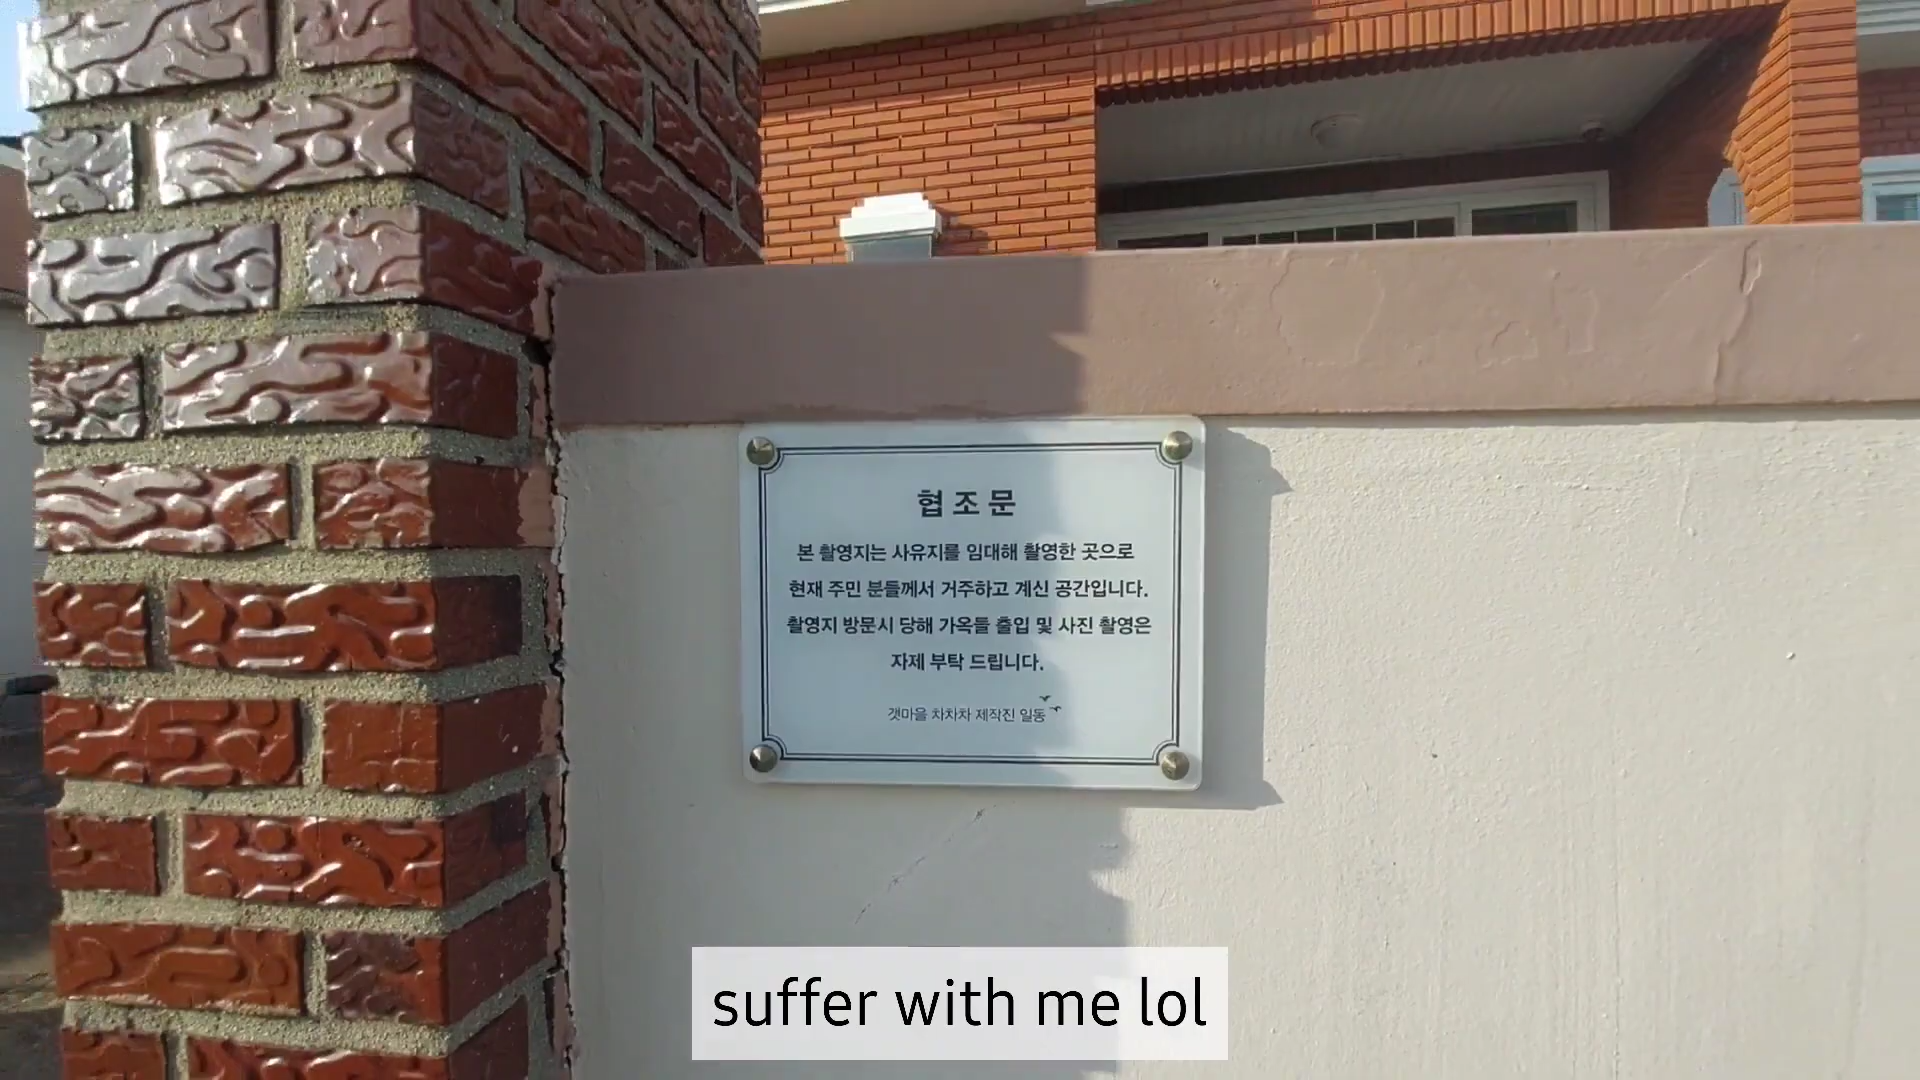 협조문
본 촬영지는 사유지를 임대해 촬영한 곳으로
현재 주민 분들께서 거주하고 계신 공간입니다.
촬영지 방문시 당해 가옥들 출입 및 사진 촬영은
자제 부탁 드립니다.
갯마을 차차차 제작진 일동
suffer with me lol